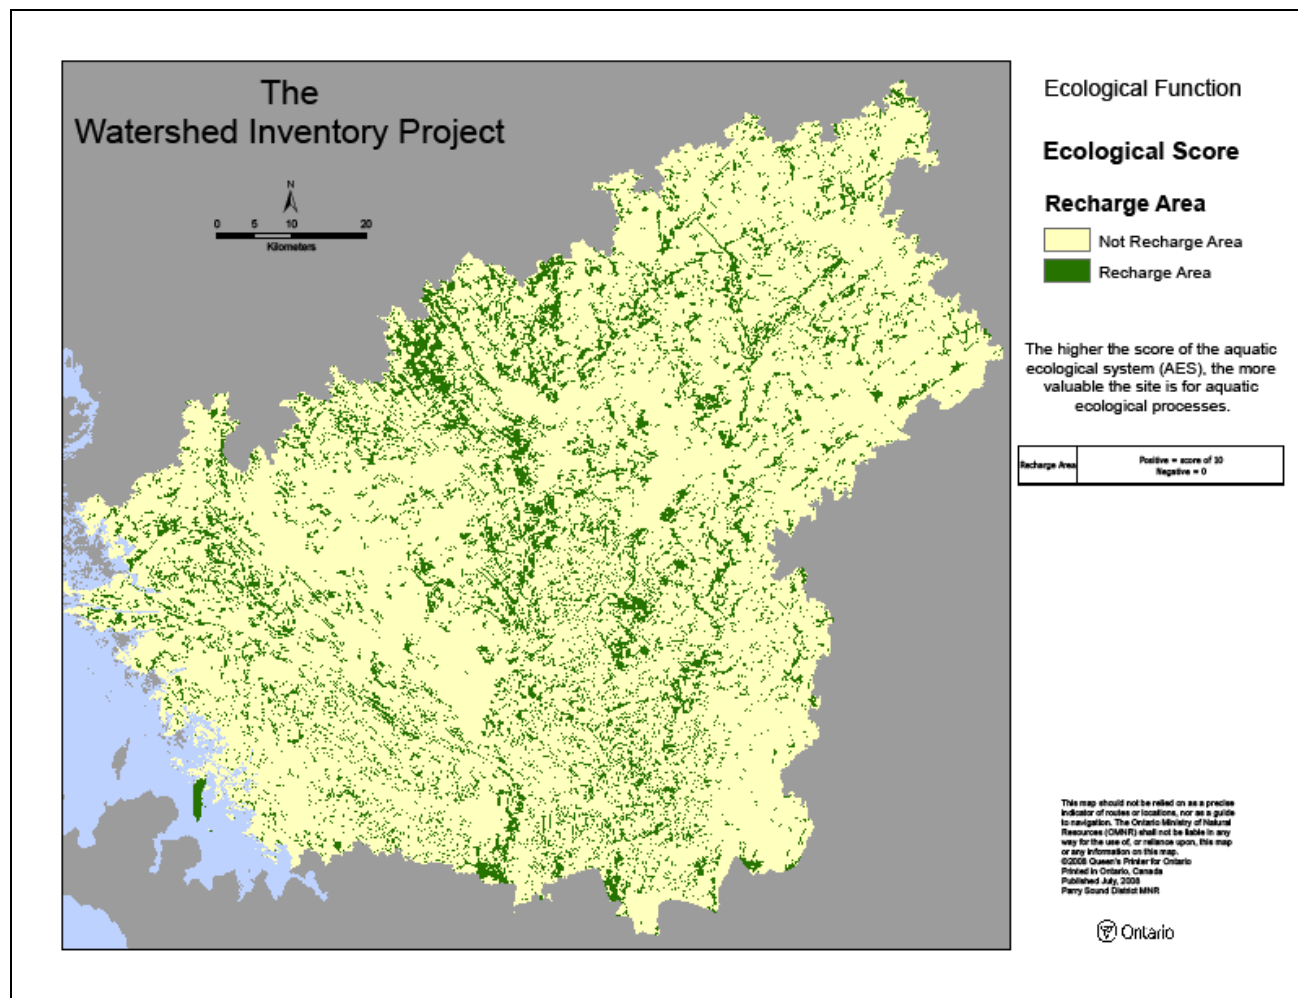 The
Watershed Inventory Project
N
0 5 10 20
Kilometers
Ecological Function
Ecological Score
Recharge Area
Not Recharge Area
Recharge Area
The higher the score of the aquatic
ecological system (AES), the more
valuable the site is for aquatic
ecological processes.
Recharge Area
Positive = score of 10
Negative = 0
This map should not be relied on as a precise
indicator of routes or locations, nor as a guide
to navigation. The Ontario Ministry of Natural
Resources (OMNR) shall not be liable in any
way for the use of, or reliance upon, this map
or any information on this map.
©2008 Queen's Printer for Ontario
Printed in Ontario, Canada
Published July, 2008
Parry Sound District MNR
Ontario